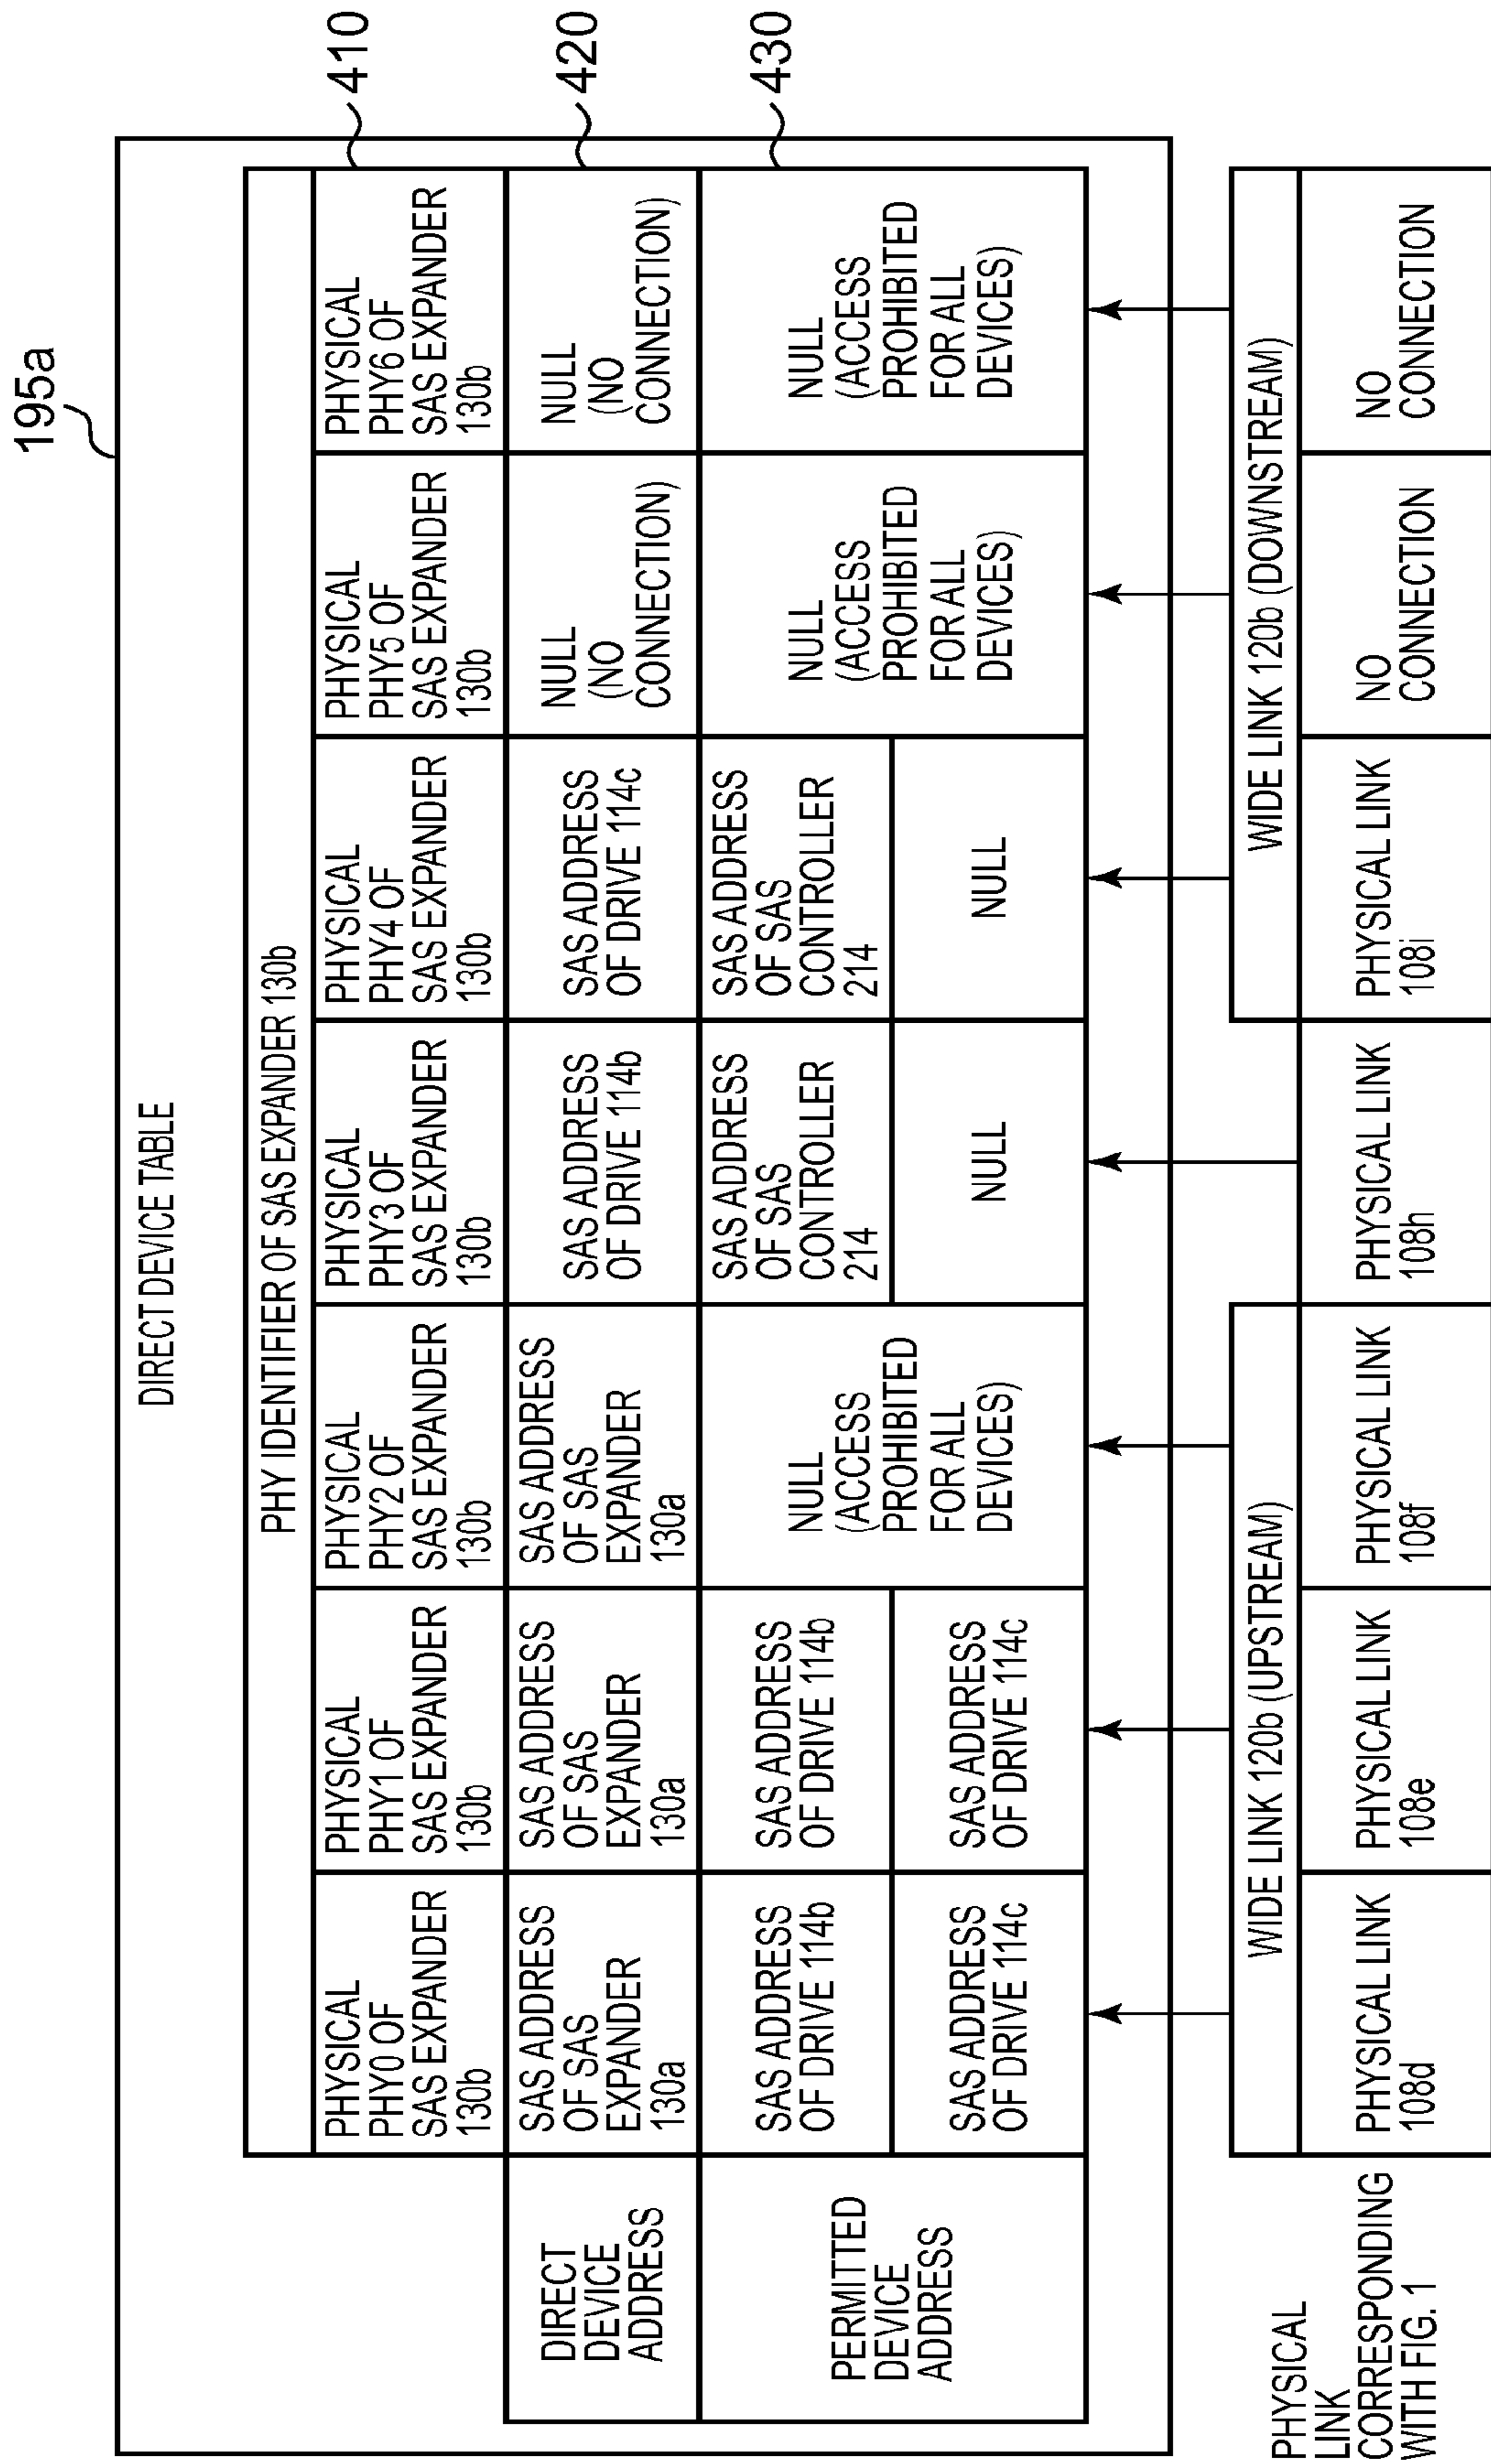 195a
DIRECT DEVICE TABLE
PHY IDENTIFIER OF SAS EXPANDER 130b
PHYSICAL
PHY0 OF
SAS EXPANDER
130b
PHYSICAL
PHY1 OF
SAS EXPANDER
130b
PHYSICAL
PHY2 OF
SAS EXPANDER
130b
PHYSICAL
PHY3 OF
SAS EXPANDER
130b
PHYSICAL
PHY4 OF
SAS EXPANDER
130b
PHYSICAL
PHY5 OF
SAS EXPANDER
130b
PHYSICAL
PHY6 OF
SAS EXPANDER
130b
410
DIRECT
DEVICE
ADDRESS
SAS ADDRESS
OF SAS
EXPANDER
130a
SAS ADDRESS
OF SAS
EXPANDER
130a
SAS ADDRESS
OF SAS
EXPANDER
130a
SAS ADDRESS
OF DRIVE 114b
SAS ADDRESS
OF DRIVE 114c
NULL
(NO
CONNECTION)
NULL
(NO
CONNECTION)
420
PERMITTED
DEVICE
ADDRESS
SAS ADDRESS
OF DRIVE 114b
SAS ADDRESS
OF DRIVE 114b
NULL
(ACCESS
PROHIBITED
FOR ALL
DEVICES)
SAS ADDRESS
OF SAS
CONTROLLER
214
SAS ADDRESS
OF SAS
CONTROLLER
214
NULL
(ACCESS
PROHIBITED
FOR ALL
DEVICES)
NULL
(ACCESS
PROHIBITED
FOR ALL
DEVICES)
430
SAS ADDRESS
OF DRIVE 114c
SAS ADDRESS
OF DRIVE 114c
NULL
NULL
WIDE LINK 120b (UPSTREAM)
WIDE LINK 120b (DOWNSTREAM)
PHYSICAL
LINK
CORRESPONDING
WITH FIG. 1
PHYSICAL LINK
108d
PHYSICAL LINK
108e
PHYSICAL LINK
108f
PHYSICAL LINK
108h
PHYSICAL LINK
108i
NO
CONNECTION
NO
CONNECTION